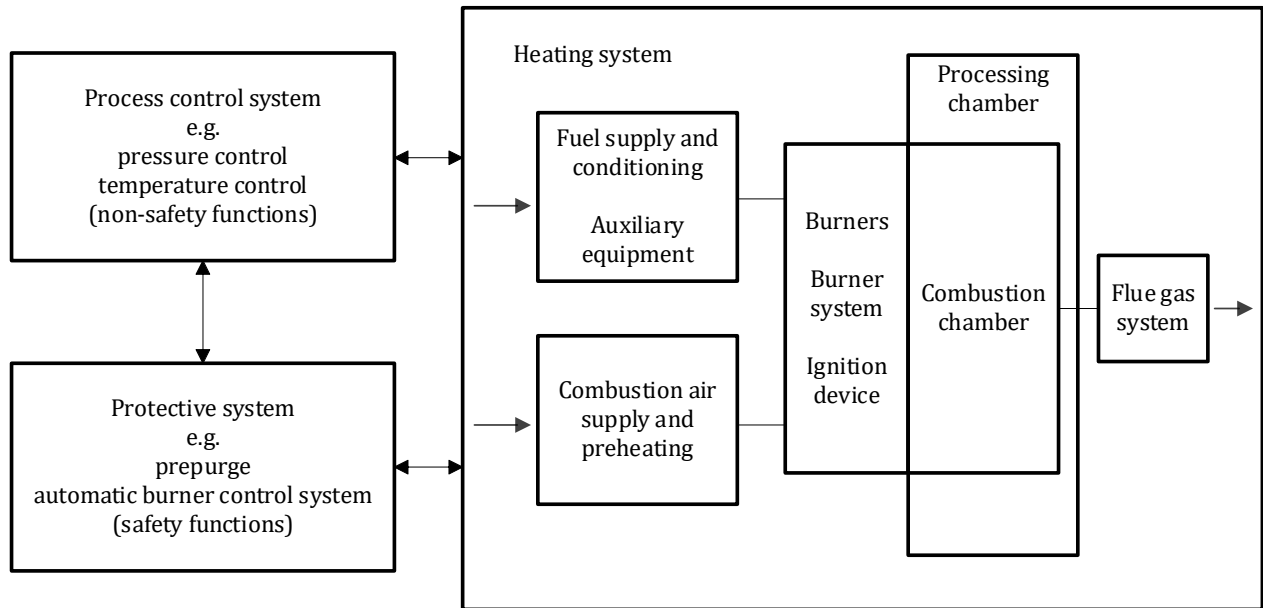 Process control system
e.g.
pressure control
temperature control
(non-safety functions)
Protective system
e.g.
prepurge
automatic burner control system
(safety functions)
Heating system
Fuel supply and
conditioning
Auxiliary
equipment
Combustion air
supply and
preheating
Burners
Burner
system
Ignition
device
Processing
chamber
Combustion
chamber
Flue gas
system